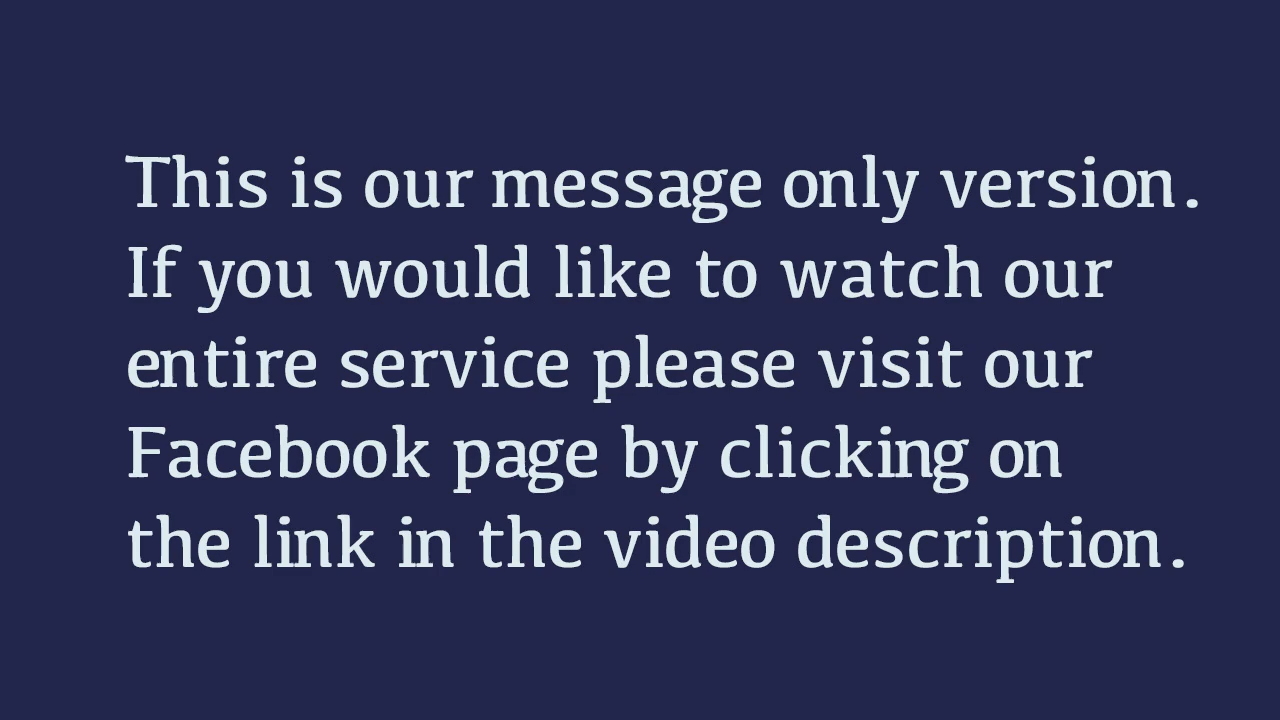 This is our message only version.
If you would like to watch our
entire service please visit our
Facebook page by clicking on
the link in the video description.